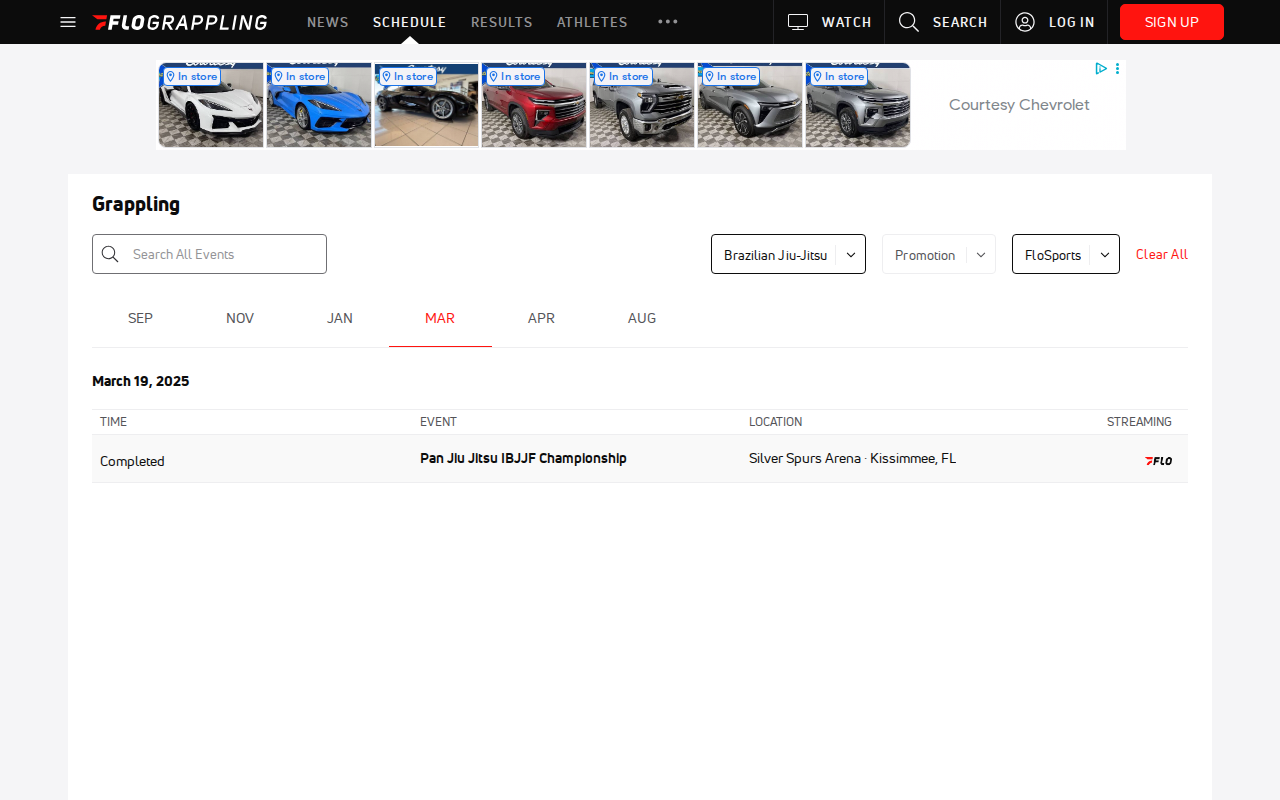 FLOGRAPPLING NEWS SCHEDULE RESULTS ATHLETES WATCH SEARCH LOG IN SIGN UP
In store In store In store In store In store In store In store
Courtesy Chevrolet
Grappling
Search All Events Brazilian Jiu-Jitsu Promotion FloSports Clear All
SEP NOV JAN MAR APR AUG
March 19, 2025
TIME EVENT LOCATION STREAMING
Completed Pan Jiu Jitsu IBJJF Championship Silver Spurs Arena · Kissimmee, FL FLO